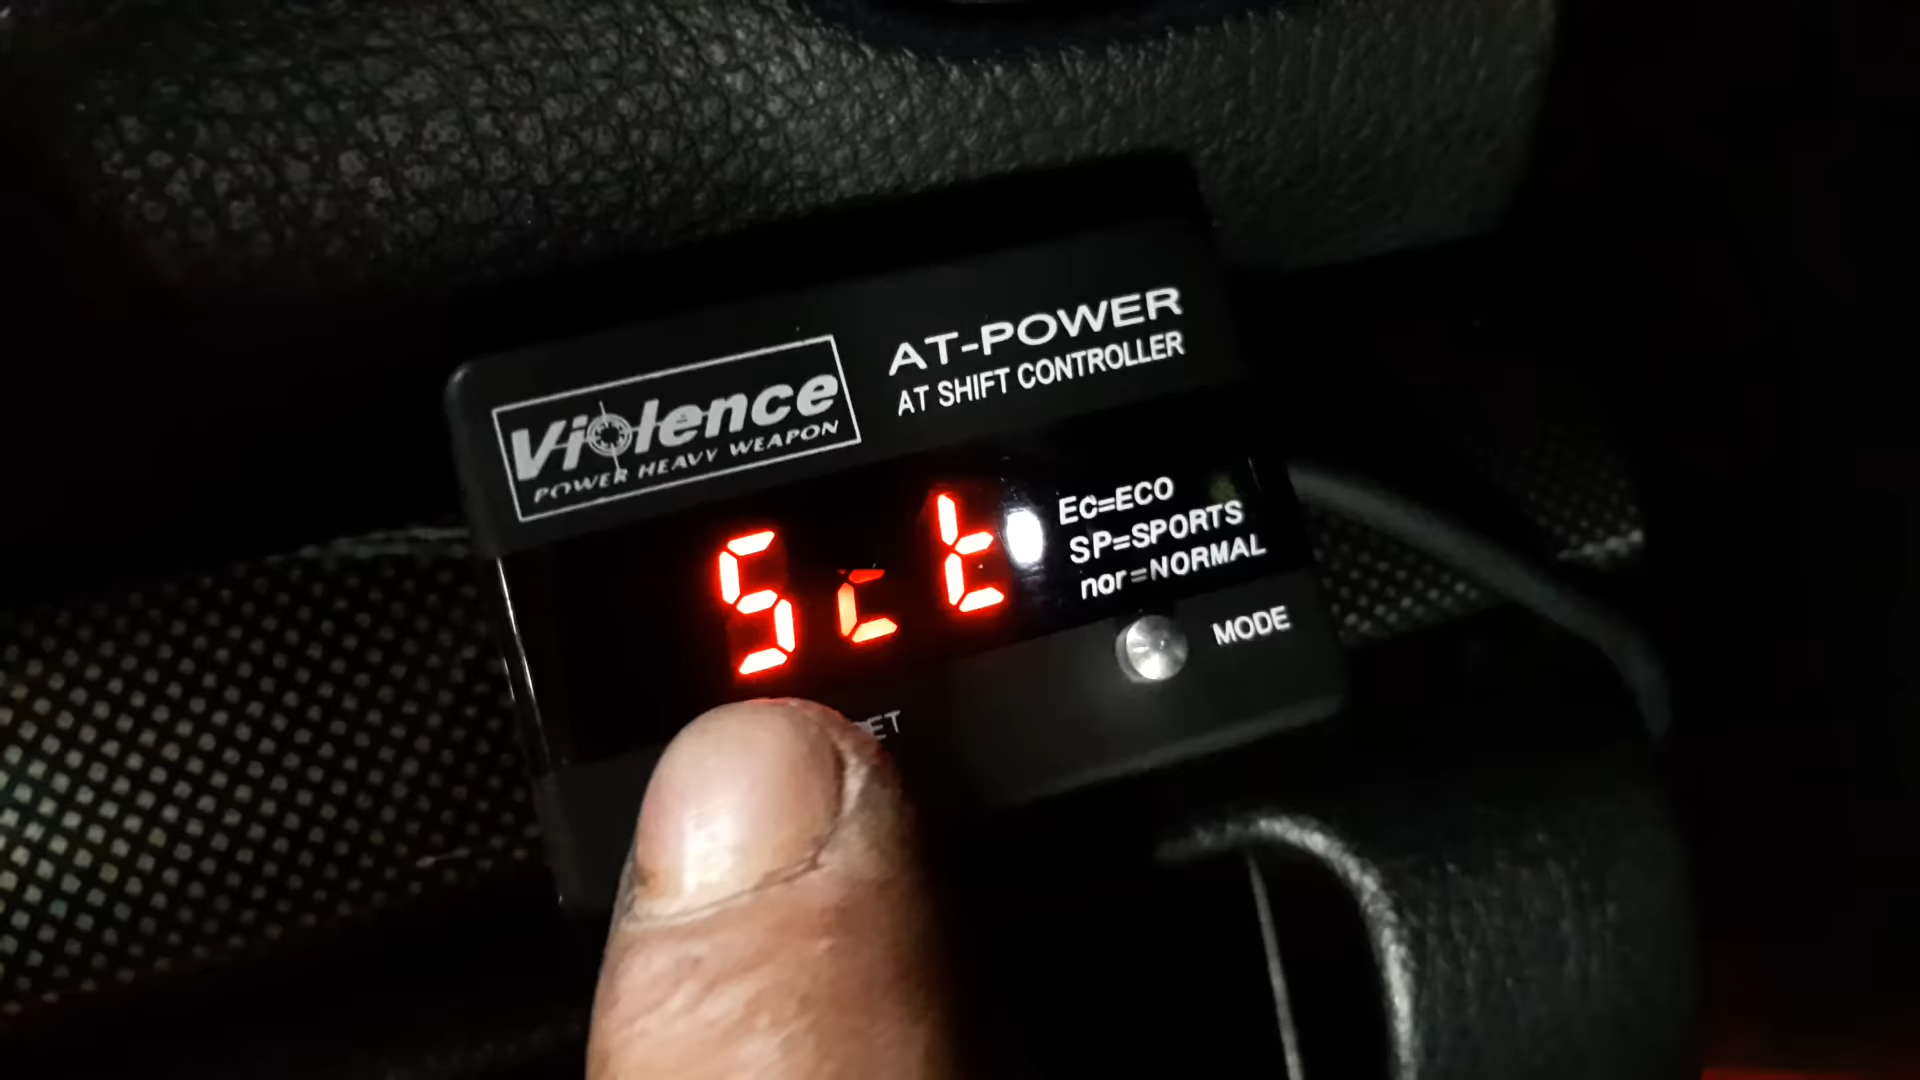 Violence
POWER HEAVY WEAPON
AT-POWER
AT SHIFT CONTROLLER
Sct
Ec=ECO
SP=SPORTS
nor=NORMAL
MODE